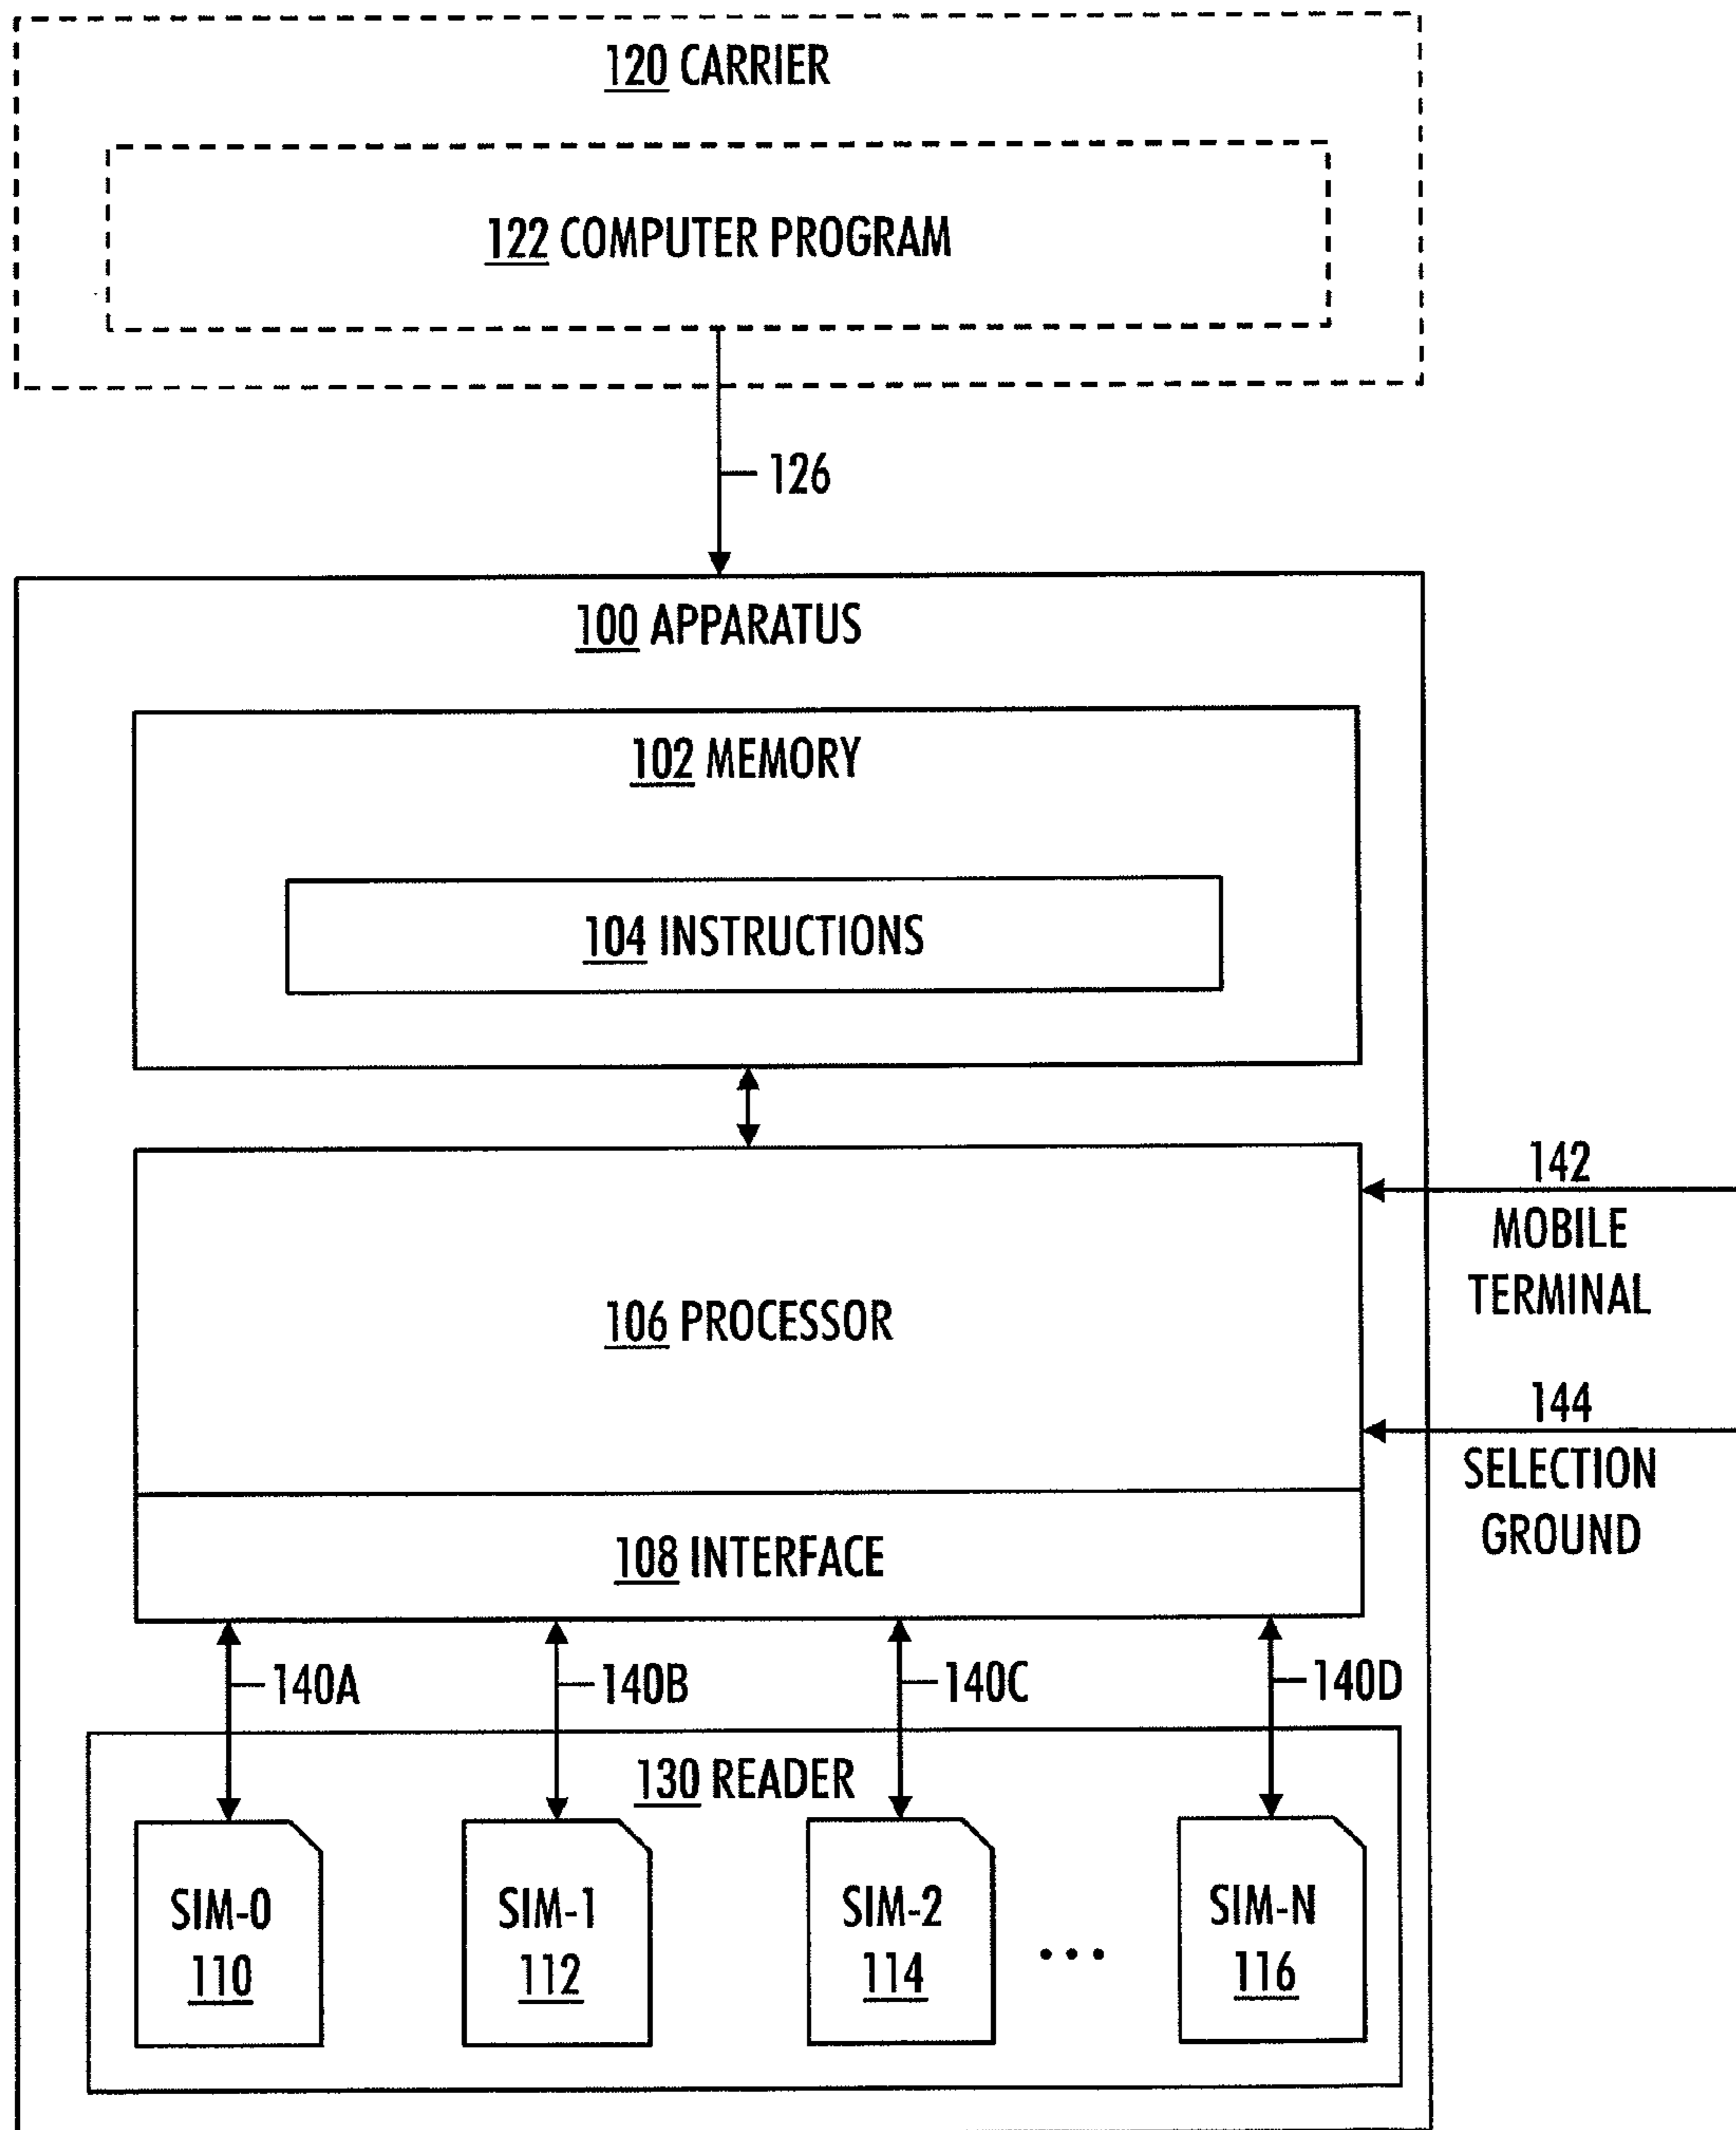 120 CARRIER
122 COMPUTER PROGRAM
126
100 APPARATUS
102 MEMORY
104 INSTRUCTIONS
106 PROCESSOR
142
MOBILE
TERMINAL
144
SELECTION
GROUND
108 INTERFACE
140A
140B
140C
140D
130 READER
SIM-0
110
SIM-1
112
SIM-2
114
...
SIM-N
116